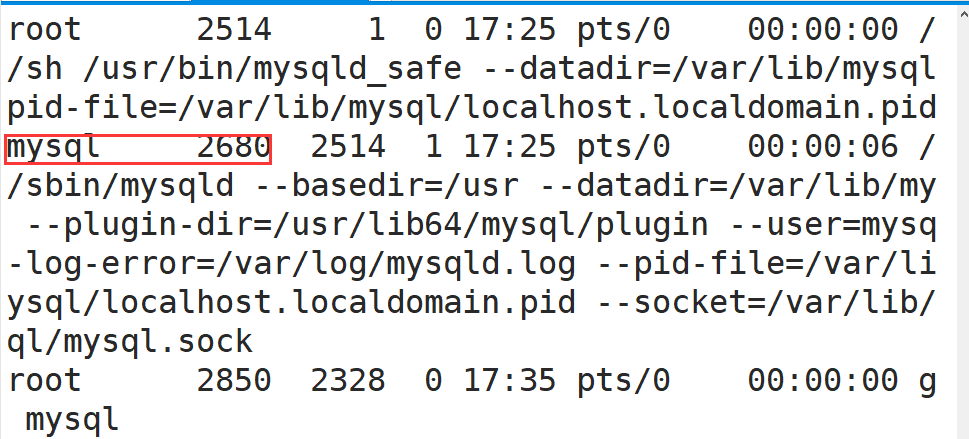 root 2514 1 0 17:25 pts/0 00:00:00 /
/sh /usr/bin/mysqld_safe --datadir=/var/lib/mysql
pid-file=/var/lib/mysql/localhost.localdomain.pid
mysql 2680 2514 1 17:25 pts/0 00:00:06 /
/sbin/mysqld --basedir=/usr --datadir=/var/lib/my
--plugin-dir=/usr/lib64/mysql/plugin --user=mysq
-log-error=/var/log/mysqld.log --pid-file=/var/li
ysql/localhost.localdomain.pid --socket=/var/lib/
ql/mysql.sock
root 2850 2328 0 17:35 pts/0 00:00:00 g
mysql